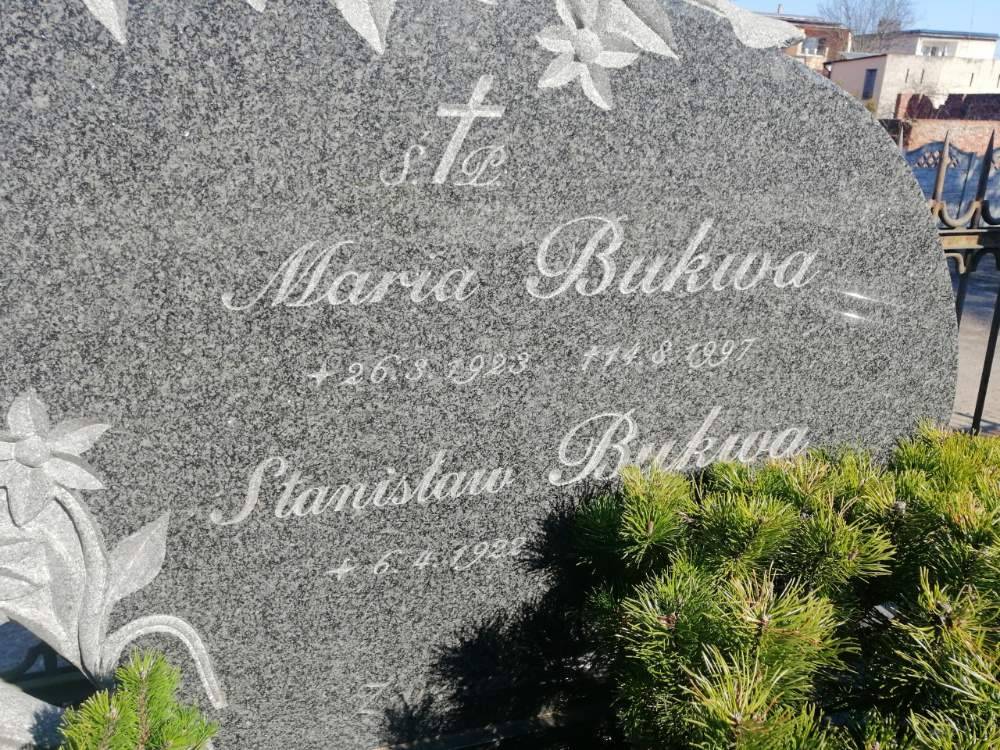 Ś. P.
Maria Bukwa
* 26.3.1923 † 14.8.1997
Stanisław Bukwa
* 6.4.1922